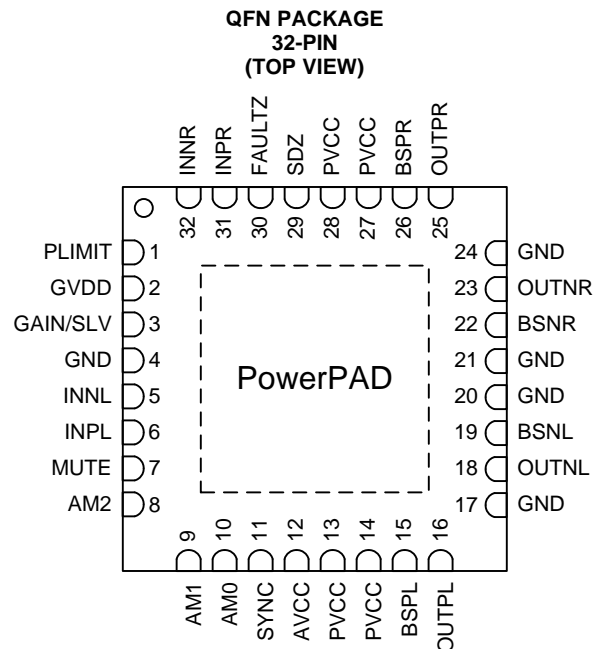 QFN PACKAGE
32-PIN
(TOP VIEW)
INNR
INPR
FAULTZ
SDZ
PVCC
PVCC
BSPR
OUTPR
32
31
30
29
28
27
26
25
PLIMIT 1
GVDD 2
GAIN/SLV 3
GND 4
INNL 5
INPL 6
MUTE 7
AM2 8
PowerPAD
24 GND
23 OUTNR
22 BSNR
21 GND
20 GND
19 BSNL
18 OUTNL
17 GND
9
10
11
12
13
14
15
16
AM1
AM0
SYNC
AVCC
PVCC
PVCC
BSPL
OUTPL